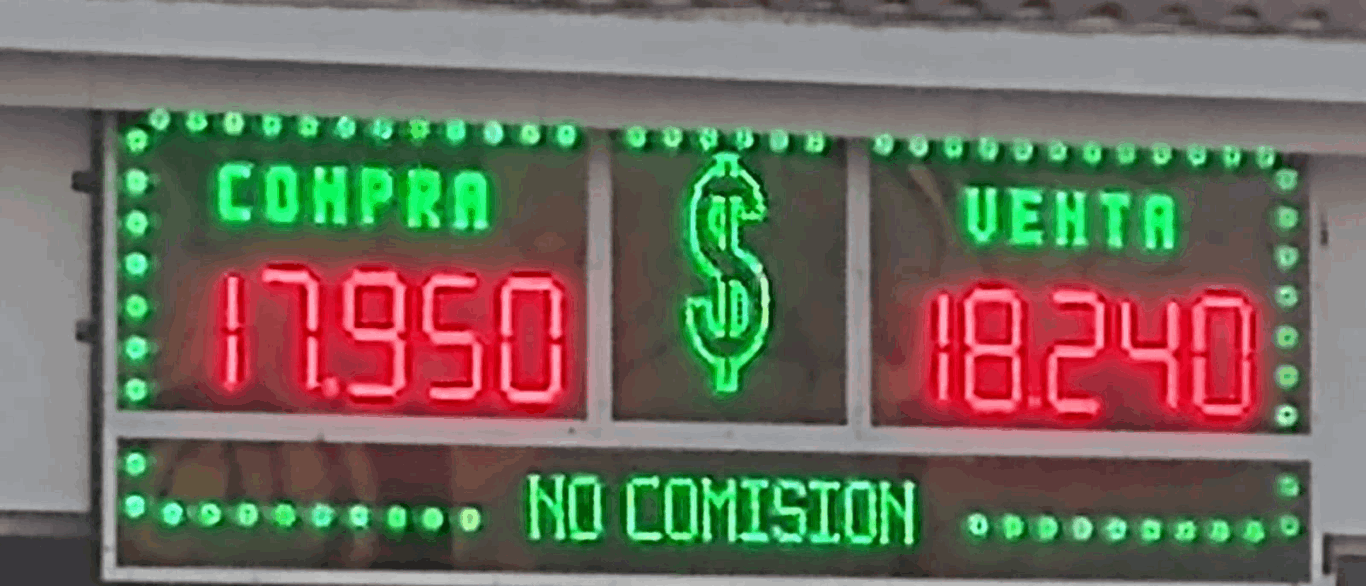 COMPRA
17.950
$
VENTA
18.240
NO COMISION